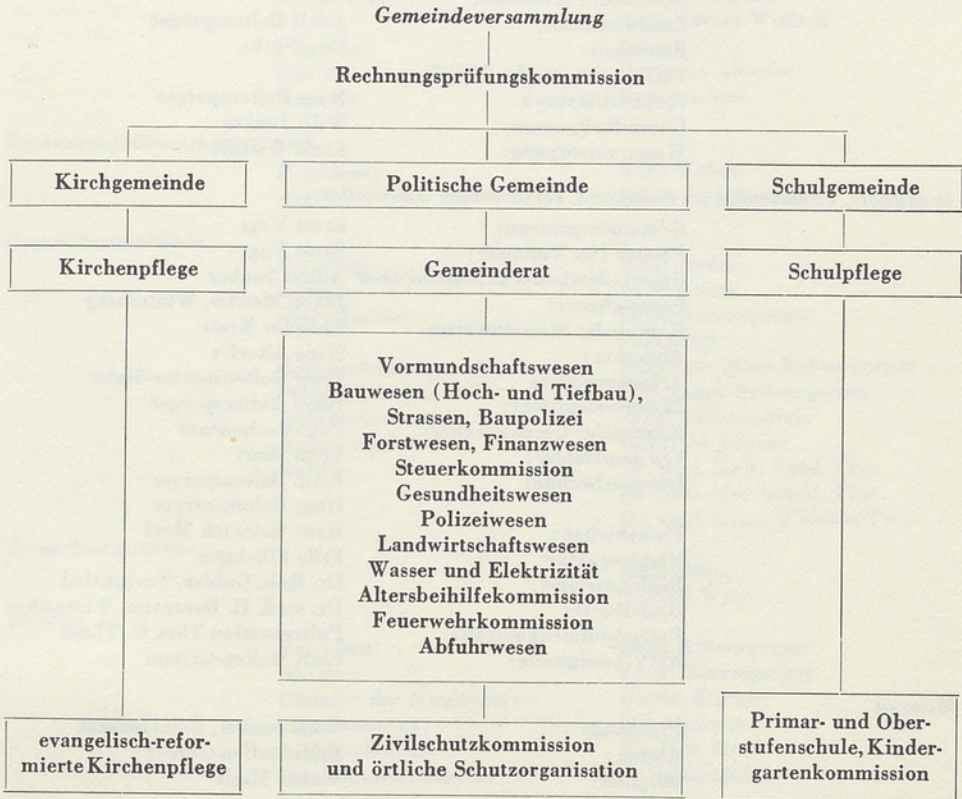 Gemeindeversammlung
Rechnungsprüfungskommission
Kirchgemeinde
Politische Gemeinde
Schulgemeinde
Kirchenpflege
Gemeinderat
Schulpflege
Vormundschaftswesen
Bauwesen (Hoch- und Tiefbau),
Strassen, Baupolizei
Forstwesen, Finanzwesen
Steuerkommission
Gesundheitswesen
Polizeiwesen
Landwirtschaftswesen
Wasser und Elektrizität
Altersbeihilfekommission
Feuerwehrkommission
Abfuhrwesen
evangelisch-refor-
mierte Kirchenpflege
Zivilschutzkommission
und örtliche Schutzorganisation
Primar- und Ober-
stufenschule, Kinder-
gartenkommission